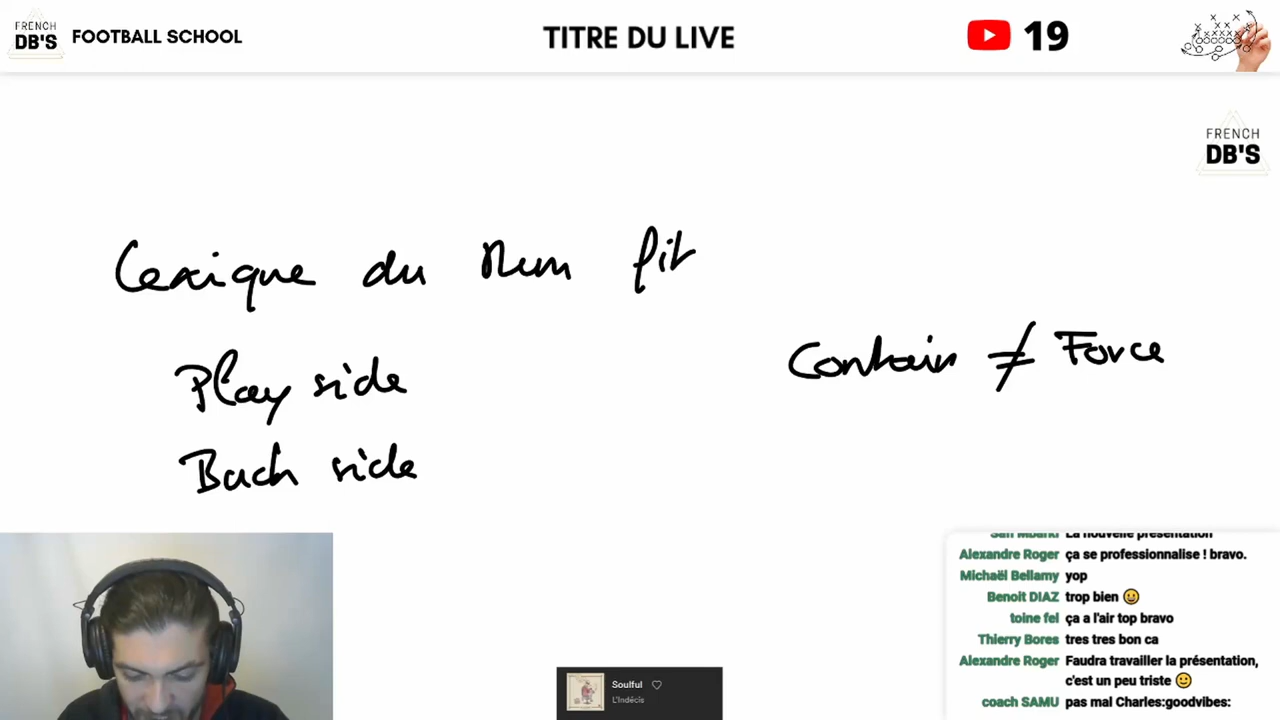 FRENCH
DB'S
FOOTBALL SCHOOL
TITRE DU LIVE
19
FRENCH
DB'S
Lexique du Run fit
Contain ≠ Force
Play side
Back side
La nouvelle présentation
Alexandre Roger ça se professionnalise ! bravo.
Michaël Bellamy yop
Benoit DIAZ trop bien 🙂
toine fel ça a l'air top bravo
Thierry Bores tres tres bon ca
Alexandre Roger Faudra travailler la présentation,
c'est un peu triste 🙂
coach SAMU pas mal Charles:goodvibes:
Soulful
L'indécis